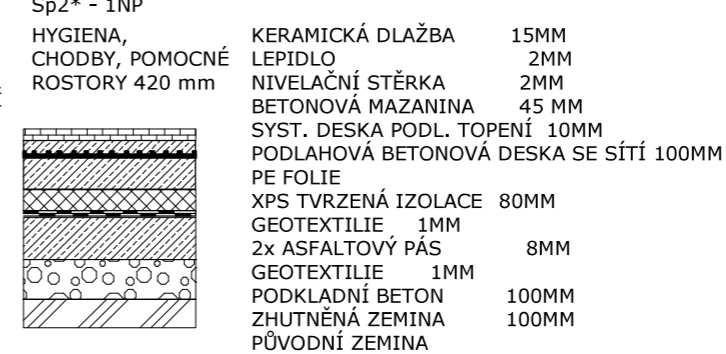 Sp2* - 1NP
HYGIENA,
CHODBY, POMOCNÉ
ROSTORY 420 mm
KERAMICKÁ DLAŽBA 15MM
LEPIDLO 2MM
NIVELAČNÍ STĚRKA 2MM
BETONOVÁ MAZANINA 45 MM
SYST. DESKA PODL. TOPENÍ 10MM
PODLAHOVÁ BETONOVÁ DESKA SE SÍTÍ 100MM
PE FOLIE
XPS TVRZENÁ IZOLACE 80MM
GEOTEXTILIE 1MM
2x ASFALTOVÝ PÁS 8MM
GEOTEXTILIE 1MM
PODKLADNÍ BETON 100MM
ZHUTNĚNÁ ZEMINA 100MM
PŮVODNÍ ZEMINA